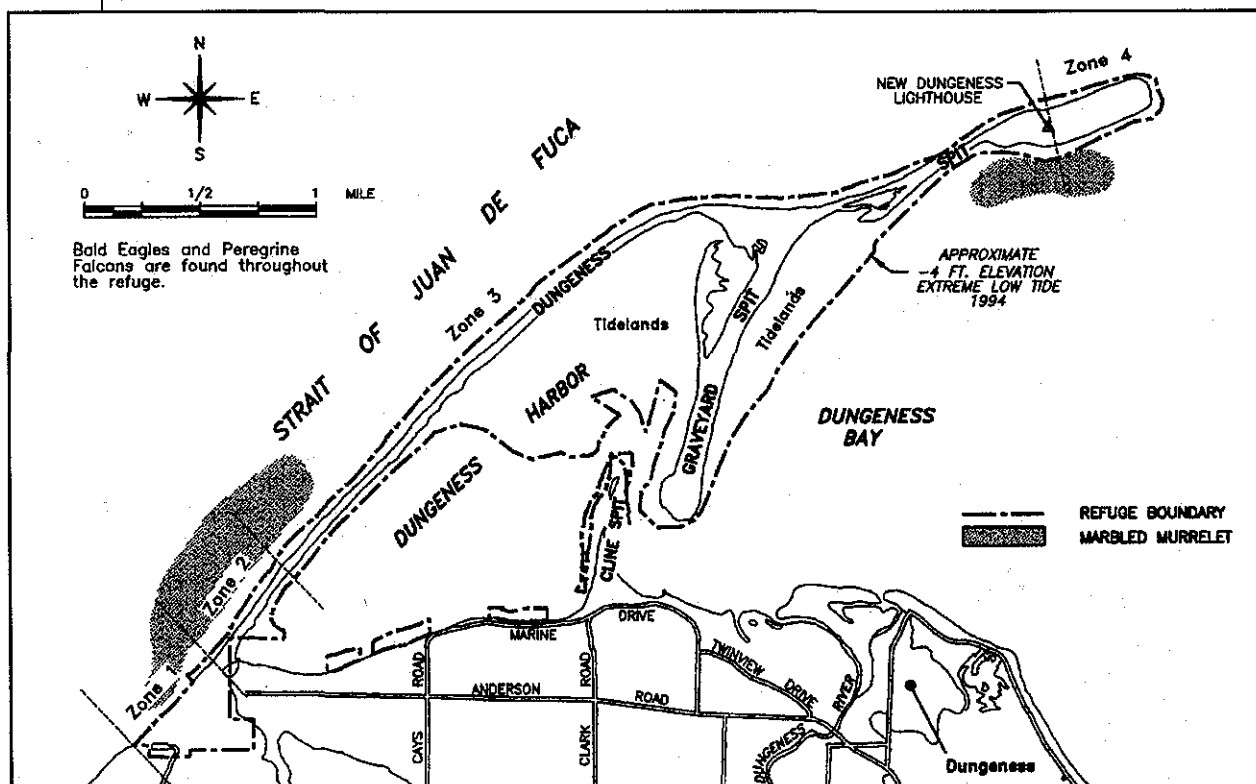 N
W E
S
0 1/2 1 MILE
Bald Eagles and Peregrine
Falcons are found throughout
the refuge.
STRAIT OF JUAN DE FUCA
Zone 4
NEW DUNGENESS
LIGHTHOUSE
SPIT
DUNGENESS
Zone 3
APPROXIMATE
-4 FT. ELEVATION
EXTREME LOW TIDE
1994
Tidelands
SPIT
Tidelands
HARBOR
GRAVEYARD
DUNGENESS
BAY
DUNGENESS
CLINE SPIT
REFUGE BOUNDARY
MARBLED MURRELET
Zone 2
Zone 1
MARINE DRIVE
TWINVIEW DRIVE
ANDERSON ROAD
CAYS ROAD
CLARK ROAD
DUNGENESS RIVER
Dungeness